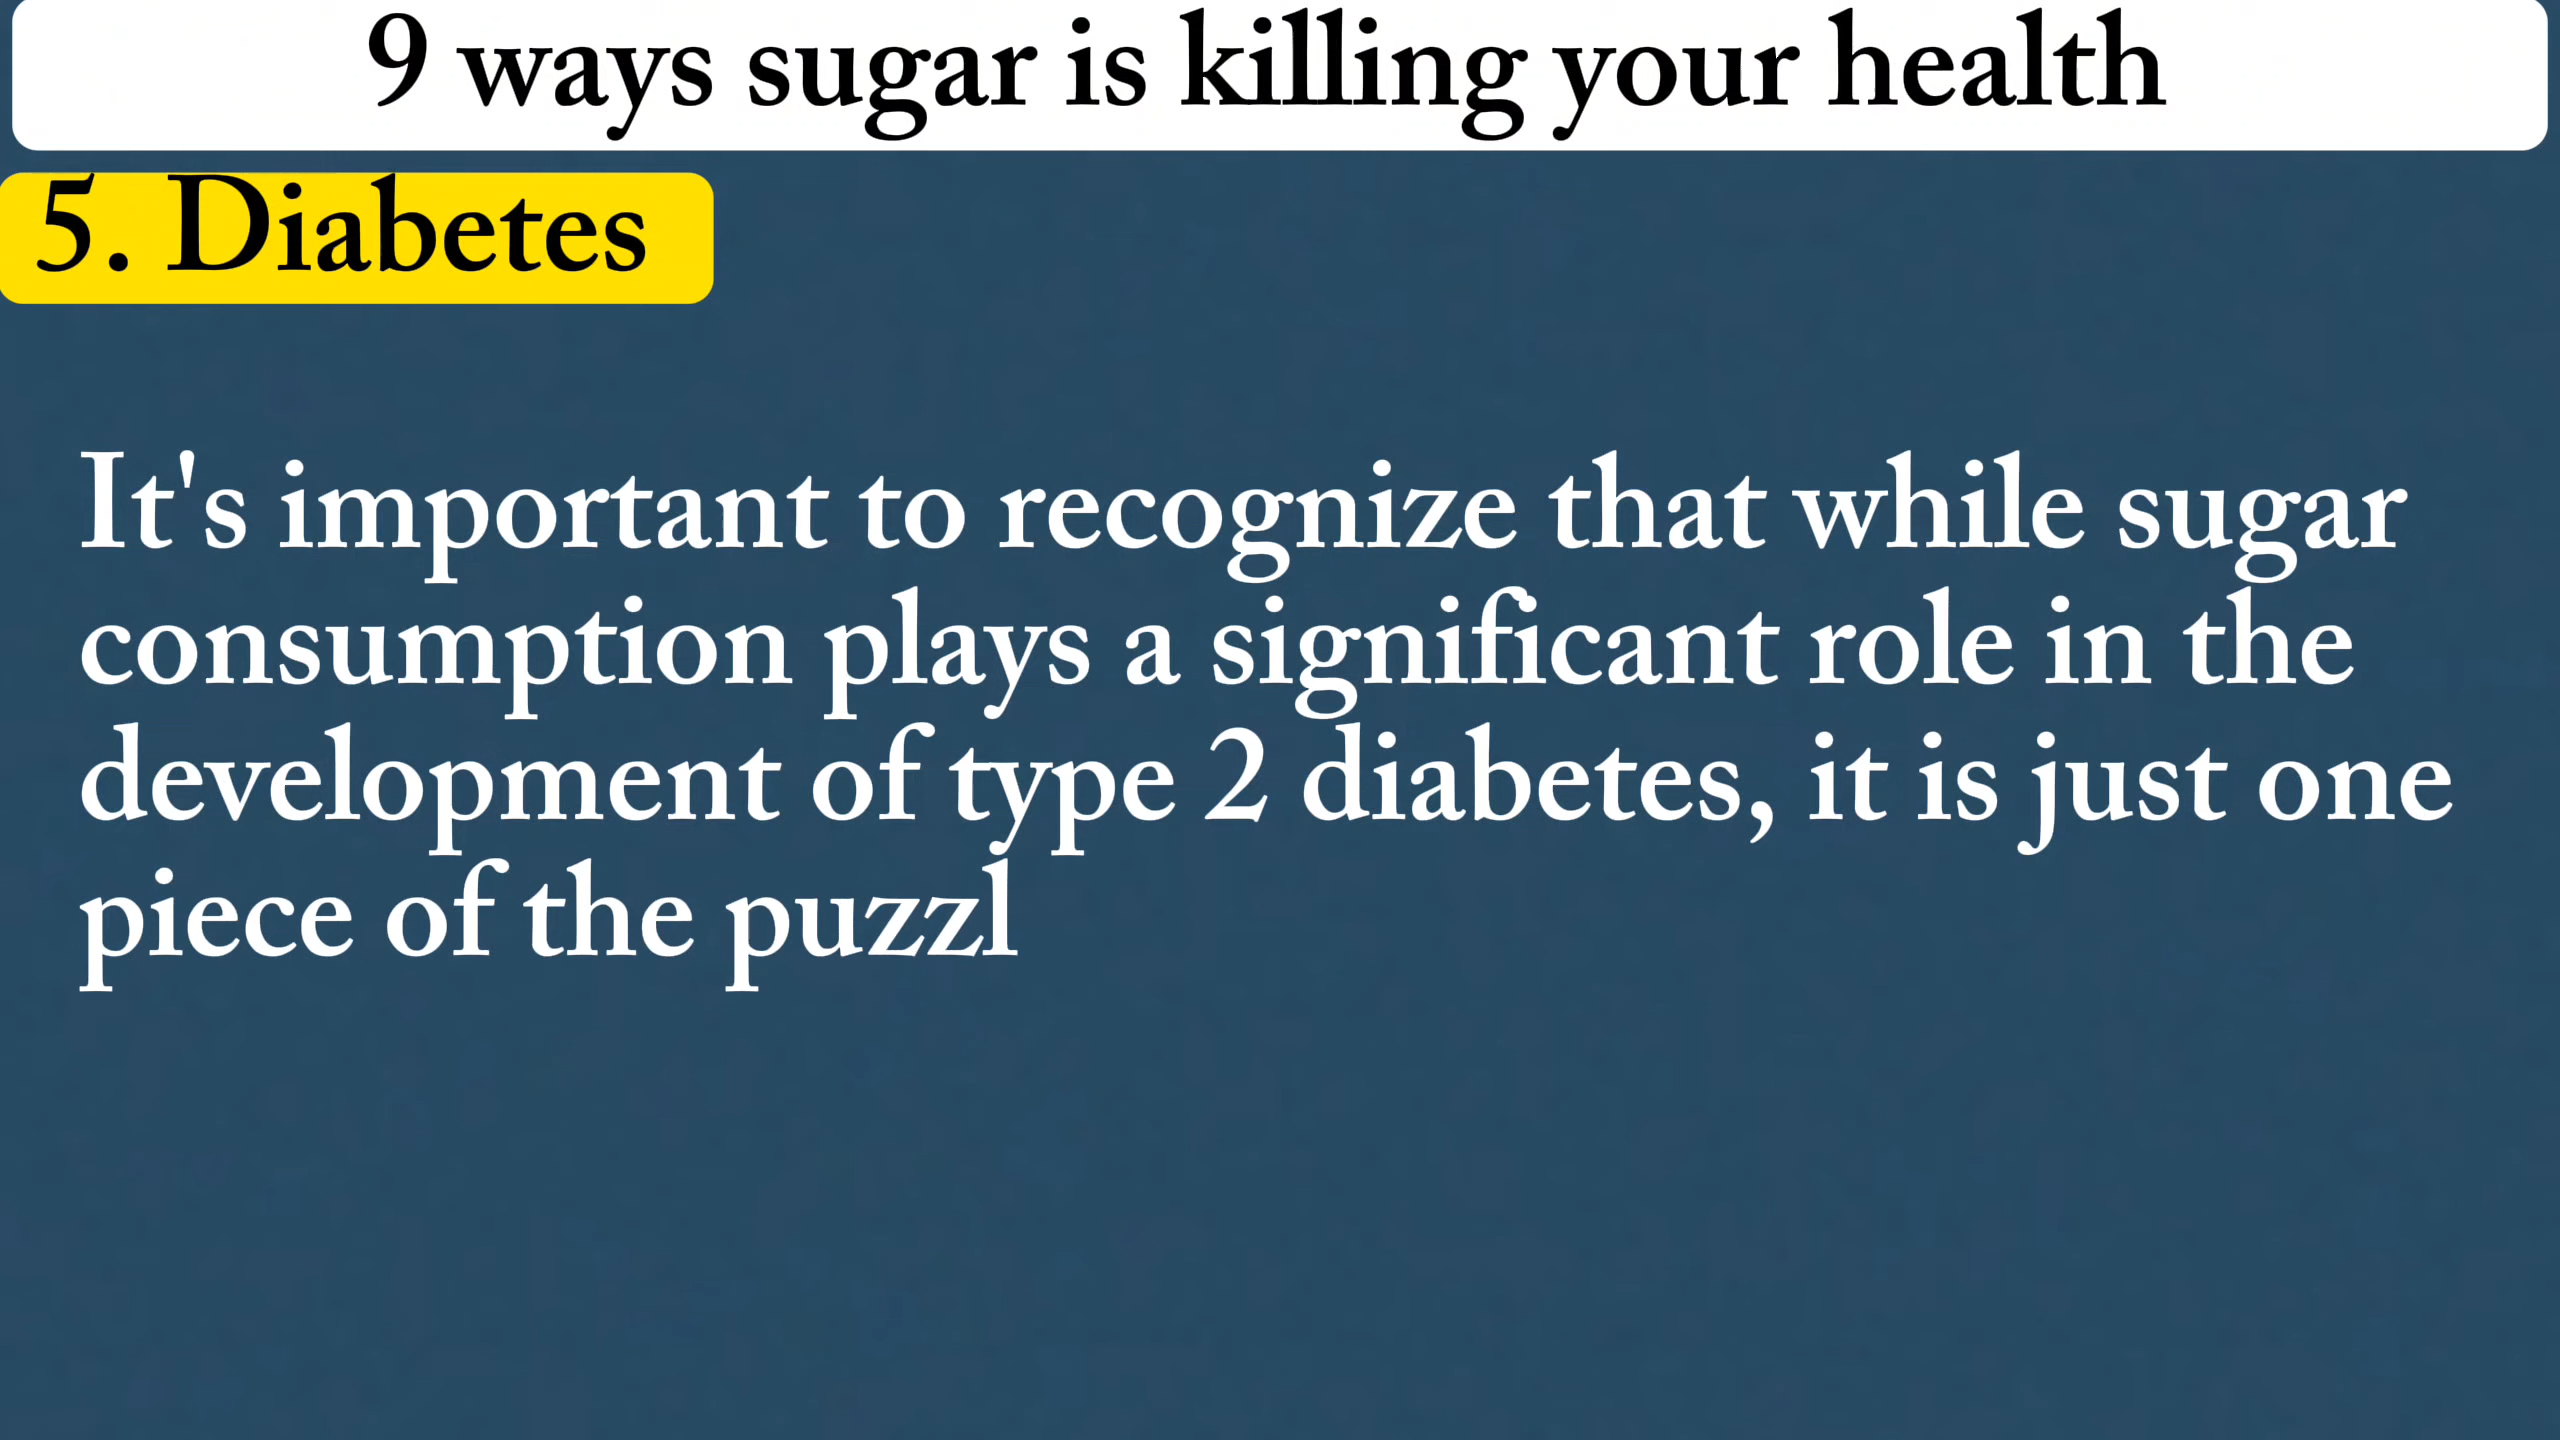 9 ways sugar is killing your health
5. Diabetes
It's important to recognize that while sugar
consumption plays a significant role in the
development of type 2 diabetes, it is just one
piece of the puzzl